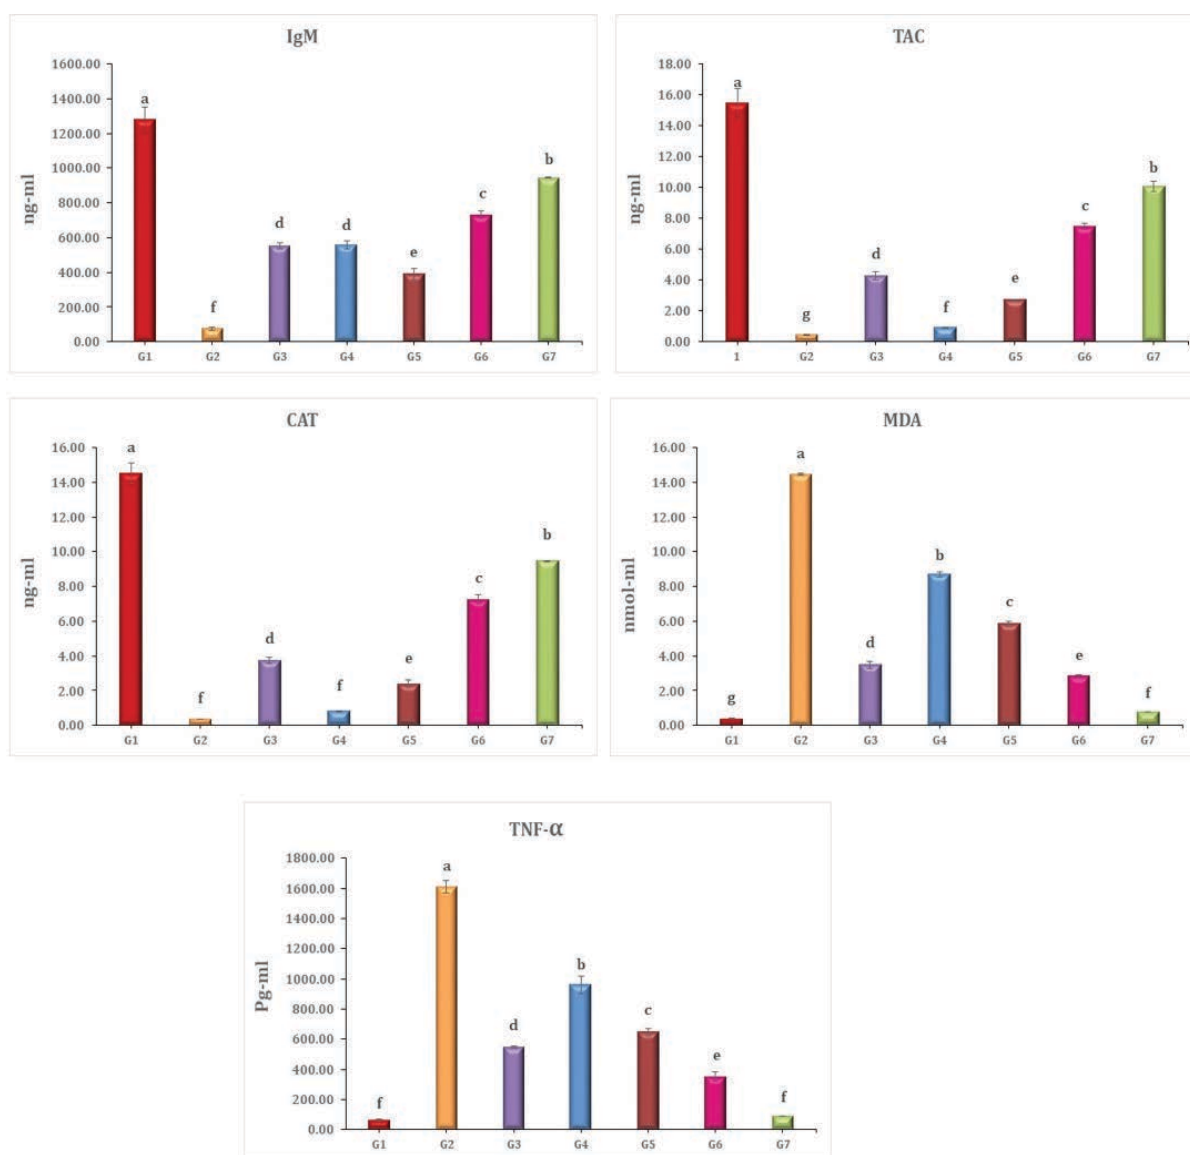 IgM
ng-ml
1600.00
1400.00
1200.00
1000.00
800.00
600.00
400.00
200.00
0.00
a
f
d
d
e
c
b
G1 G2 G3 G4 G5 G6 G7
TAC
ng-ml
18.00
16.00
14.00
12.00
10.00
8.00
6.00
4.00
2.00
0.00
a
g
d
f
e
c
b
1 G2 G3 G4 G5 G6 G7
CAT
ng-ml
16.00
14.00
12.00
10.00
8.00
6.00
4.00
2.00
0.00
a
f
d
f
e
c
b
G1 G2 G3 G4 G5 G6 G7
MDA
nmol-ml
16.00
14.00
12.00
10.00
8.00
6.00
4.00
2.00
0.00
g
a
d
b
c
e
f
G1 G2 G3 G4 G5 G6 G7
TNF-α
Pg-ml
1800.00
1600.00
1400.00
1200.00
1000.00
800.00
600.00
400.00
200.00
0.00
f
a
d
b
c
e
f
G1 G2 G3 G4 G5 G6 G7